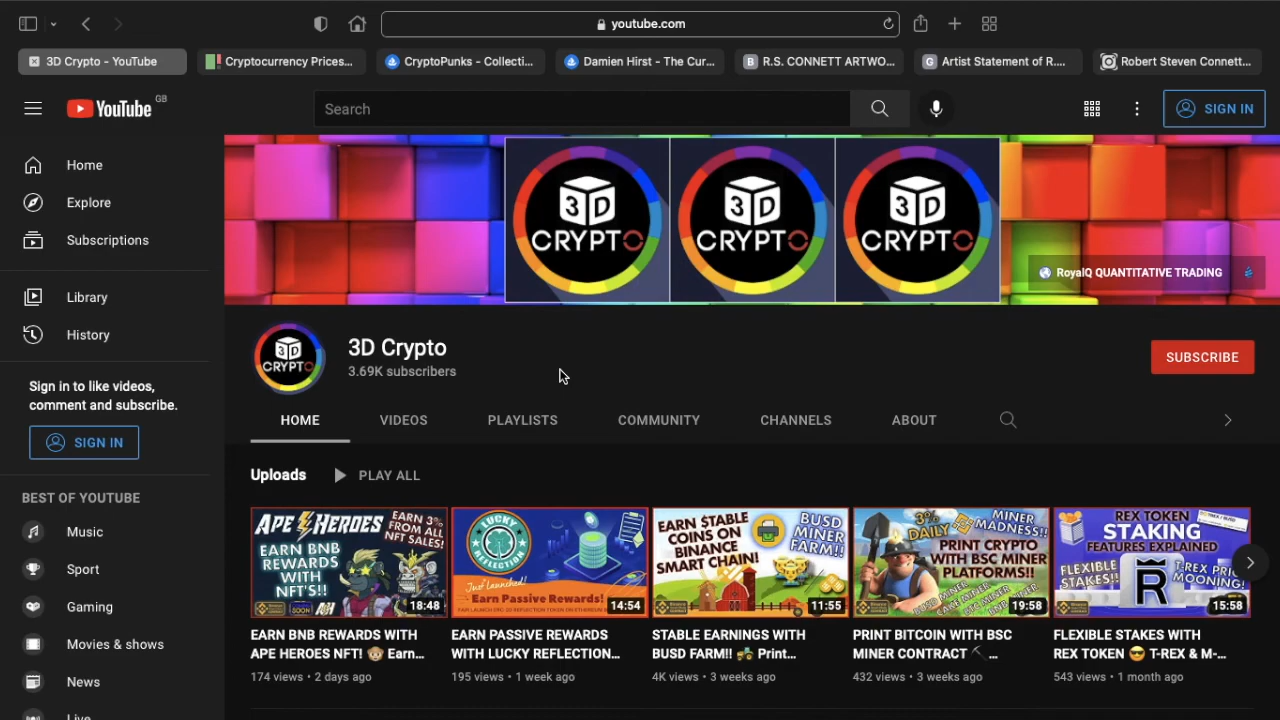 youtube.com
3D Crypto - YouTube
Cryptocurrency Prices...
CryptoPunks - Collecti...
Damien Hirst - The Cur...
R.S. CONNETT ARTWO...
Artist Statement of R....
Robert Steven Connett...
YouTube GB
Search
SIGN IN
Home
Explore
Subscriptions
Library
History
Sign in to like videos,
comment and subscribe.
SIGN IN
BEST OF YOUTUBE
Music
Sport
Gaming
Movies & shows
News
Live
3D CRYPTO
3D CRYPTO
3D CRYPTO
RoyalQ QUANTITATIVE TRADING
3D CRYPTO
3D Crypto
3.69K subscribers
SUBSCRIBE
HOME
VIDEOS
PLAYLISTS
COMMUNITY
CHANNELS
ABOUT
Uploads
PLAY ALL
APE HEROES
EARN 3%
FROM ALL
NFT SALES!
EARN BNB
REWARDS
WITH
NFT'S!!
SOON
18:48
EARN BNB REWARDS WITH
APE HEROES NFT! 🐵 Earn...
174 views • 2 days ago
LUCKY
REFLECTION
Just Launched!
Earn Passive Rewards!
14:54
EARN PASSIVE REWARDS
WITH LUCKY REFLECTION...
195 views • 1 week ago
EARN $TABLE
COINS ON
BINANCE
SMART CHAIN!
BUSD
MINER
FARM!!
11:55
STABLE EARNINGS WITH
BUSD FARM!! 🚜 Print...
4K views • 3 weeks ago
3%
DAILY
MINER
MADNESS!!
PRINT CRYPTO
WITH BSC MINER
PLATFORMS!!
BUSD MINER
19:58
PRINT BITCOIN WITH BSC
MINER CONTRACT ⛏ ...
432 views • 3 weeks ago
REX TOKEN
STAKING
FEATURES EXPLAINED
FLEXIBLE
STAKES!!
T-REX PRI
MOONING!
15:58
FLEXIBLE STAKES WITH
REX TOKEN 😎 T-REX & M-...
543 views • 1 month ago